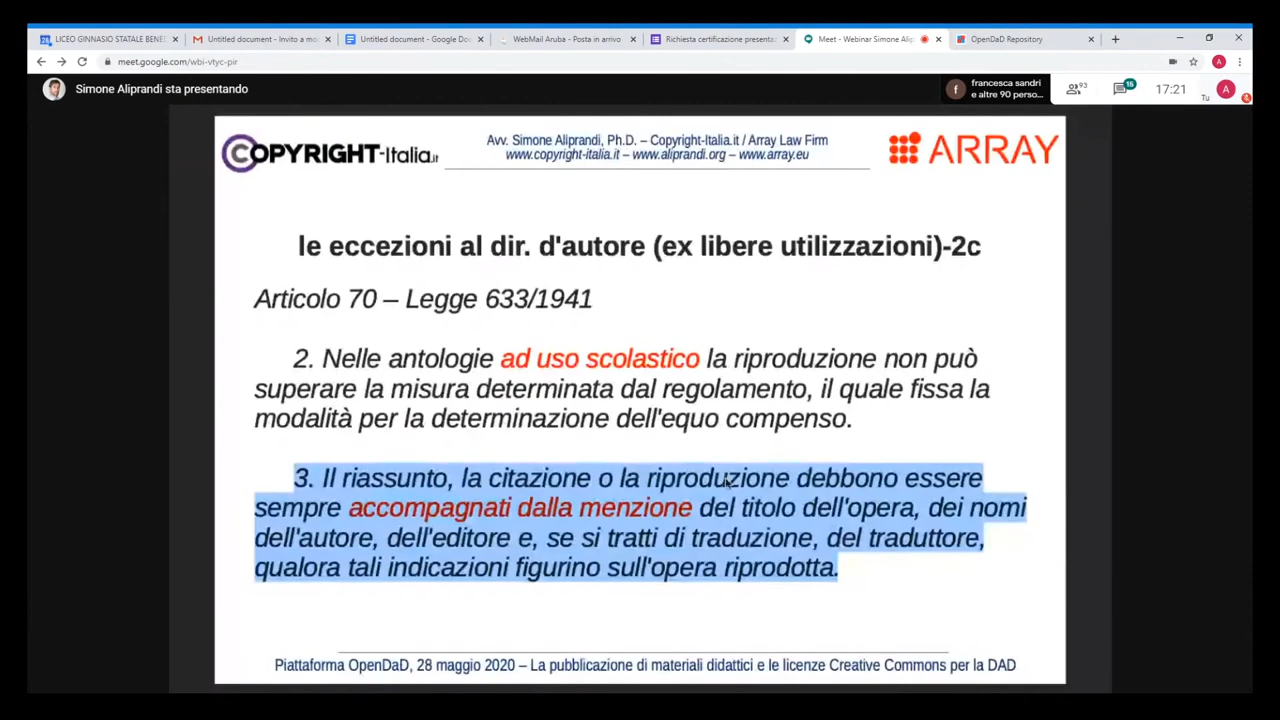 LICEO GINNASIO STATALE BENE
Untitled document - Invito a mo
Untitled document - Google Do
WebMail Aruba - Posta in arrivo
Richiesta certificazione presenta
Meet - Webinar Simone Alip
OpenDaD Repository
meet.google.com/wbi-vtyc-pir
A
Simone Aliprandi sta presentando
f
francesca sandri
e altre 90 perso...
93
15
17:21
Tu
A
COPYRIGHT-Italia.it
Avv. Simone Aliprandi, Ph.D. – Copyright-Italia.it / Array Law Firm
www.copyright-italia.it – www.aliprandi.org – www.array.eu
ARRAY
le eccezioni al dir. d'autore (ex libere utilizzazioni)-2c
Articolo 70 – Legge 633/1941
2. Nelle antologie ad uso scolastico la riproduzione non può
superare la misura determinata dal regolamento, il quale fissa la
modalità per la determinazione dell'equo compenso.
3. Il riassunto, la citazione o la riproduzione debbono essere
sempre accompagnati dalla menzione del titolo dell'opera, dei nomi
dell'autore, dell'editore e, se si tratti di traduzione, del traduttore,
qualora tali indicazioni figurino sull'opera riprodotta.
Piattaforma OpenDaD, 28 maggio 2020 – La pubblicazione di materiali didattici e le licenze Creative Commons per la DAD